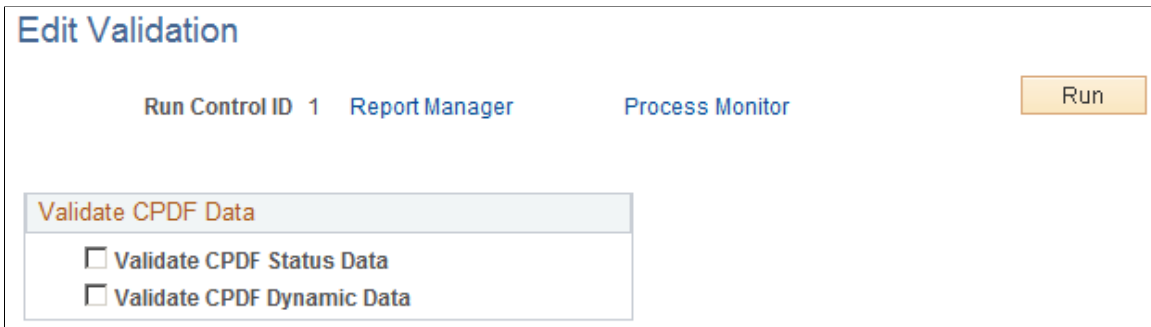 Edit Validation
Run Control ID 1 Report Manager Process Monitor Run
Validate CPDF Data
Validate CPDF Status Data
Validate CPDF Dynamic Data